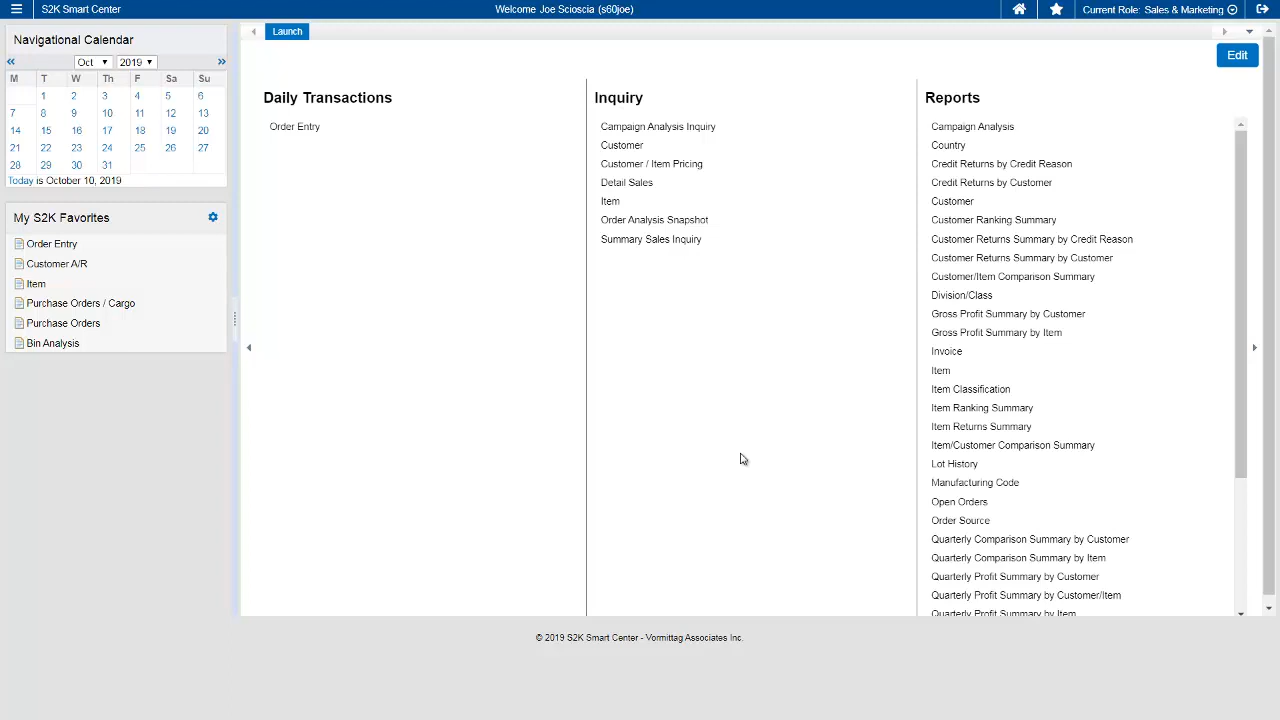 S2K Smart Center
Welcome Joe Scioscia (s60joe)
Current Role: Sales & Marketing
Navigational Calendar
Oct 2019
M T W Th F Sa Su
1 2 3 4 5 6
7 8 9 10 11 12 13
14 15 16 17 18 19 20
21 22 23 24 25 26 27
28 29 30 31
Today is October 10, 2019
My S2K Favorites
Order Entry
Customer A/R
Item
Purchase Orders / Cargo
Purchase Orders
Bin Analysis
Launch
Edit
Daily Transactions
Order Entry
Inquiry
Campaign Analysis Inquiry
Customer
Customer / Item Pricing
Detail Sales
Item
Order Analysis Snapshot
Summary Sales Inquiry
Reports
Campaign Analysis
Country
Credit Returns by Credit Reason
Credit Returns by Customer
Customer
Customer Ranking Summary
Customer Returns Summary by Credit Reason
Customer Returns Summary by Customer
Customer/Item Comparison Summary
Division/Class
Gross Profit Summary by Customer
Gross Profit Summary by Item
Invoice
Item
Item Classification
Item Ranking Summary
Item Returns Summary
Item/Customer Comparison Summary
Lot History
Manufacturing Code
Open Orders
Order Source
Quarterly Comparison Summary by Customer
Quarterly Comparison Summary by Item
Quarterly Profit Summary by Customer
Quarterly Profit Summary by Customer/Item
Quarterly Profit Summary by Item
© 2019 S2K Smart Center - Vormittag Associates Inc.